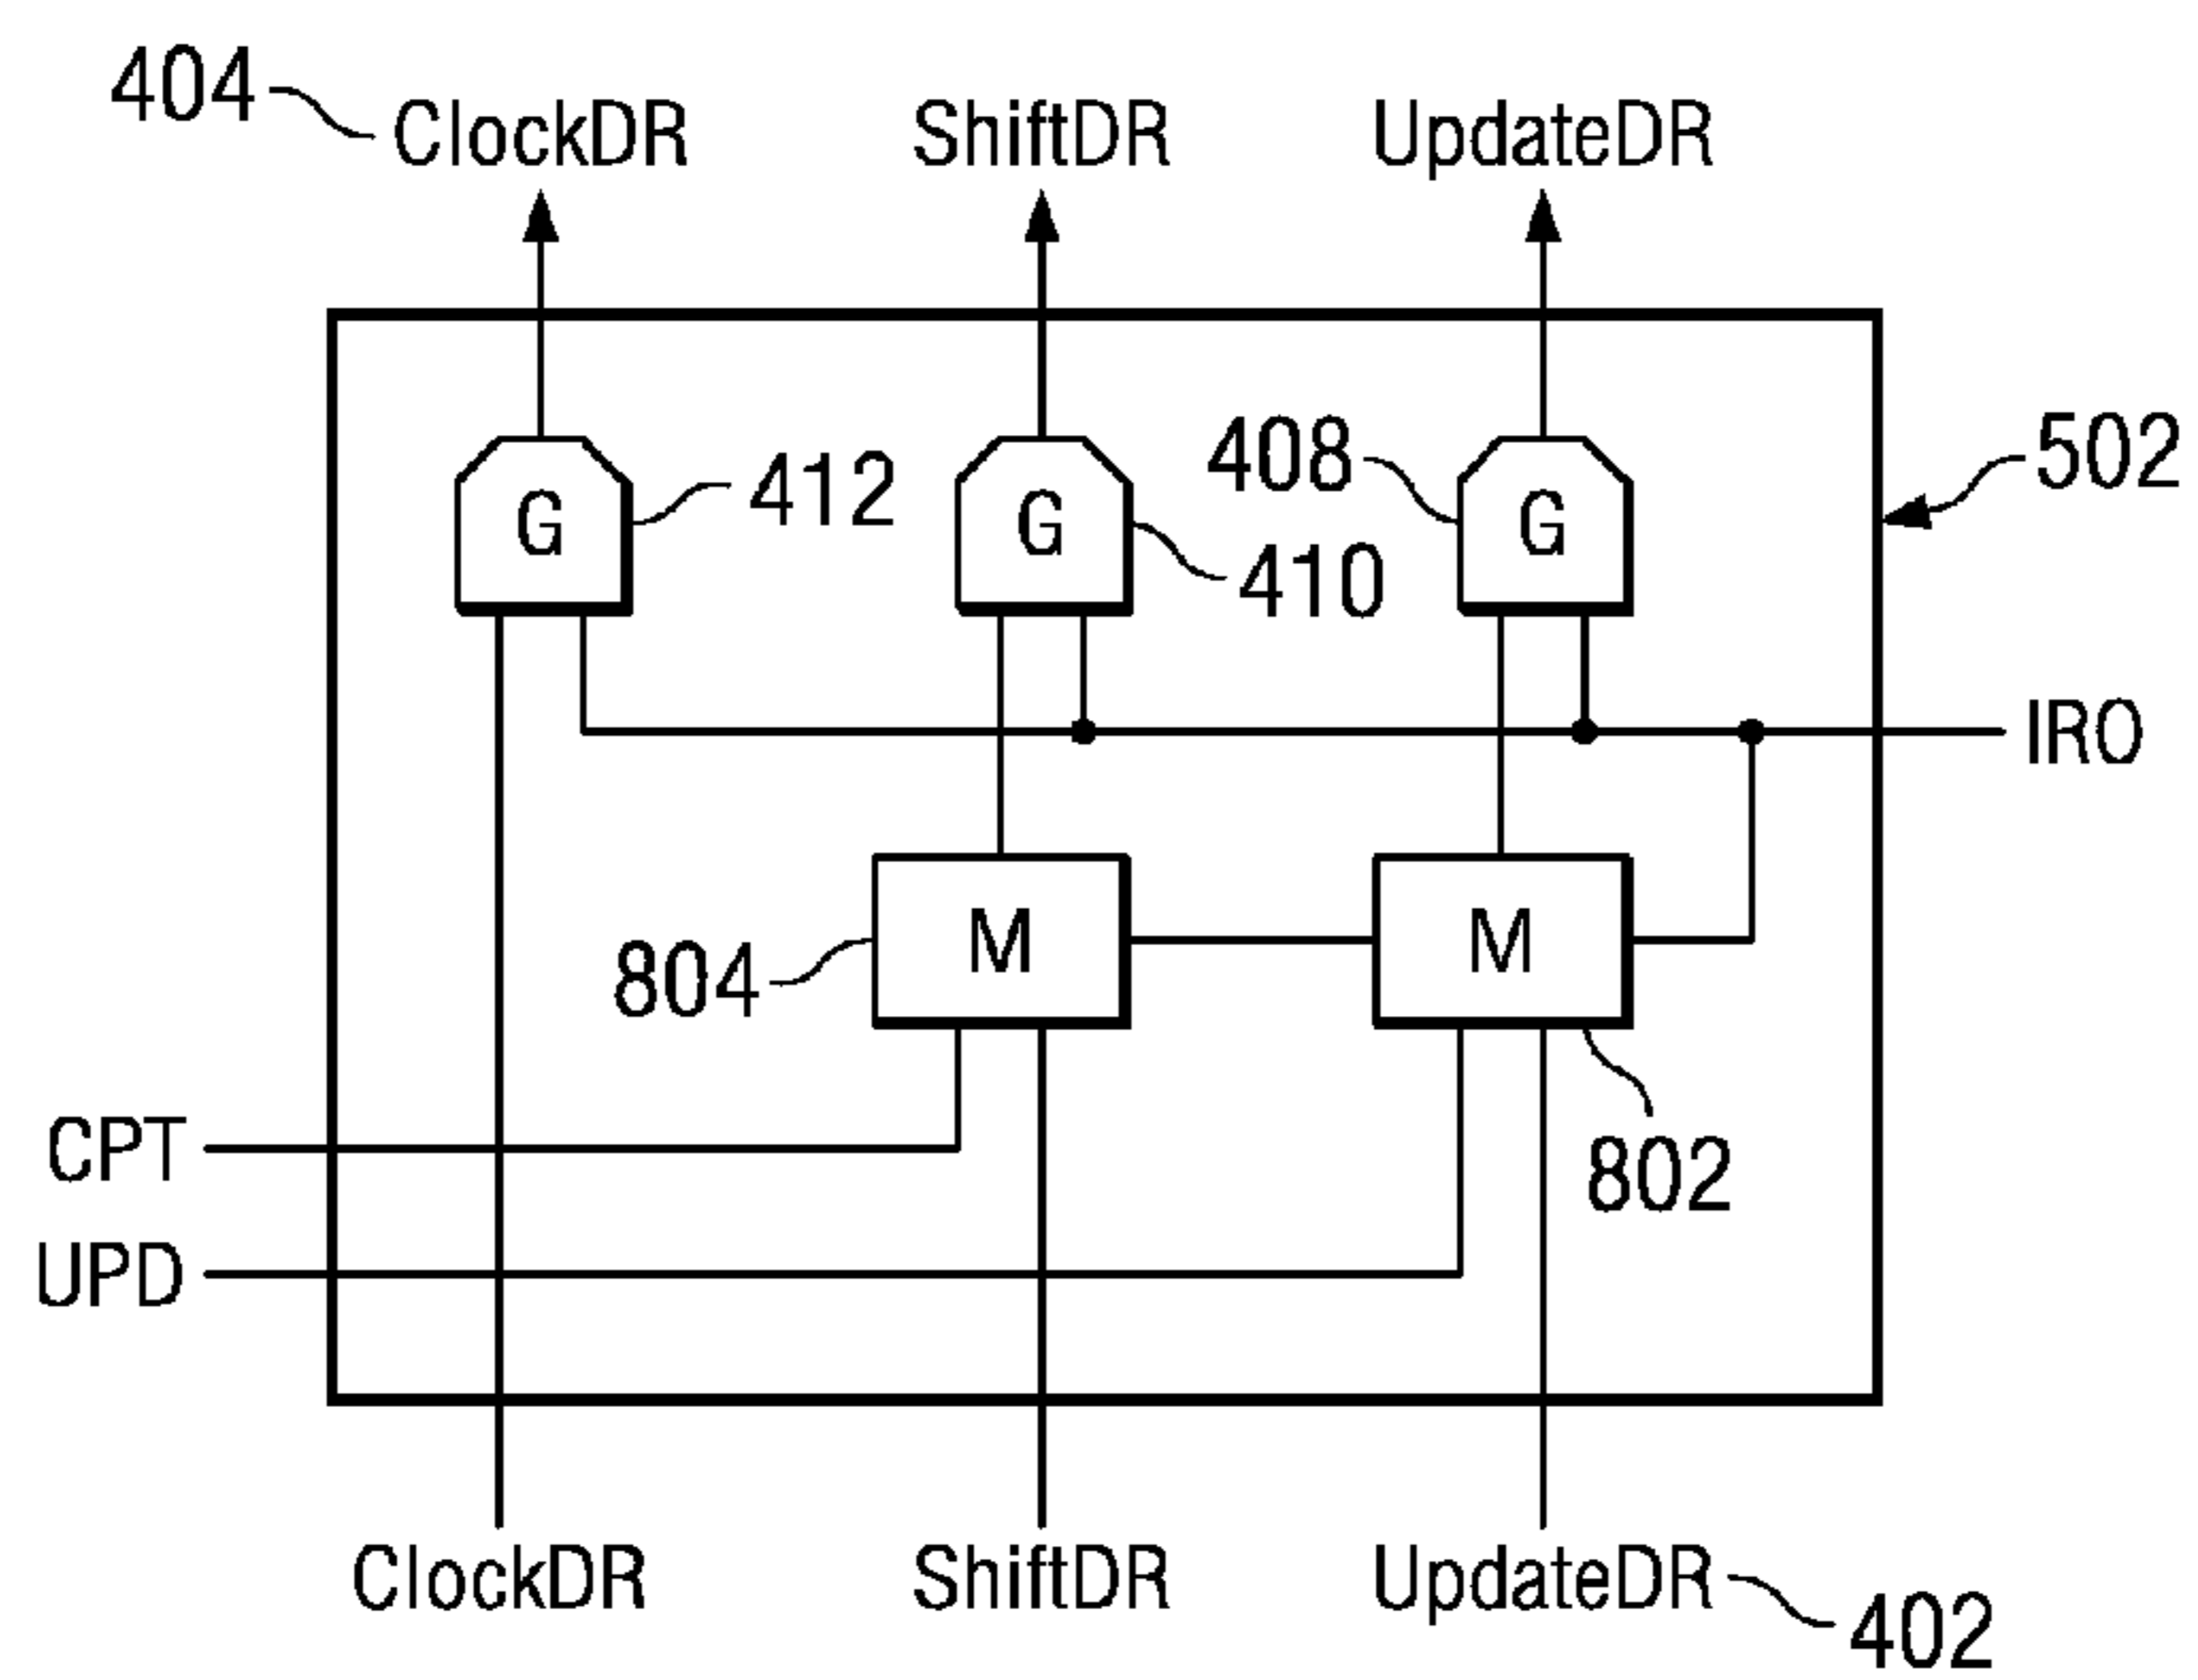 404 ClockDR ShiftDR UpdateDR
G 412 G 410 408 G 502
IRO
804 M M
802
CPT
UPD
ClockDR ShiftDR UpdateDR 402